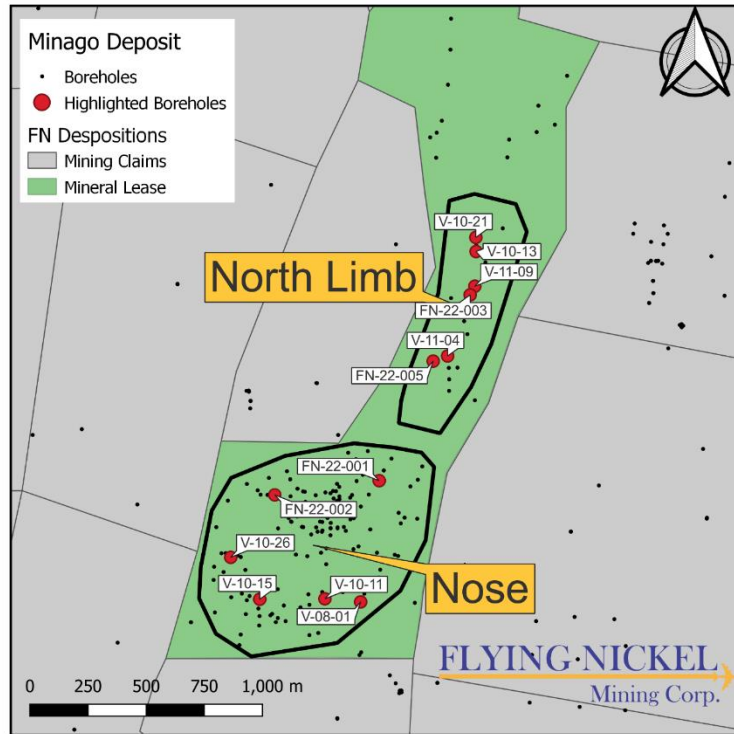 Minago Deposit
Boreholes
Highlighted Boreholes
FN Despositions
Mining Claims
Mineral Lease
V-10-21
V-10-13
North Limb
V-11-09
FN-22-003
V-11-04
FN-22-005
FN-22-001
FN-22-002
V-10-26
V-10-15
V-10-11
Nose
V-08-01
FLYING NICKEL
Mining Corp.
0 250 500 750 1,000 m